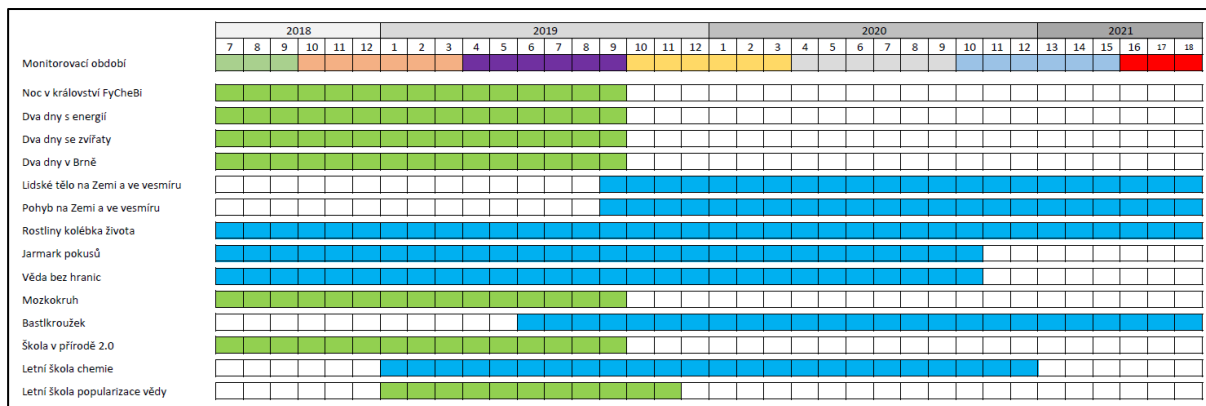 2018 2019 2020 2021
7 8 9 10 11 12 1 2 3 4 5 6 7 8 9 10 11 12 1 2 3 4 5 6 7 8 9 10 11 12 13 14 15 16 17 18
Monitorovací období
Noc v království FyCheBi
Dva dny s energií
Dva dny se zvířaty
Dva dny v Brně
Lidské tělo na Zemi a ve vesmíru
Pohyb na Zemi a ve vesmíru
Rostliny kolébka života
Jarmark pokusů
Věda bez hranic
Mozkokruh
Bastlkroužek
Škola v přírodě 2.0
Letní škola chemie
Letní škola popularizace vědy